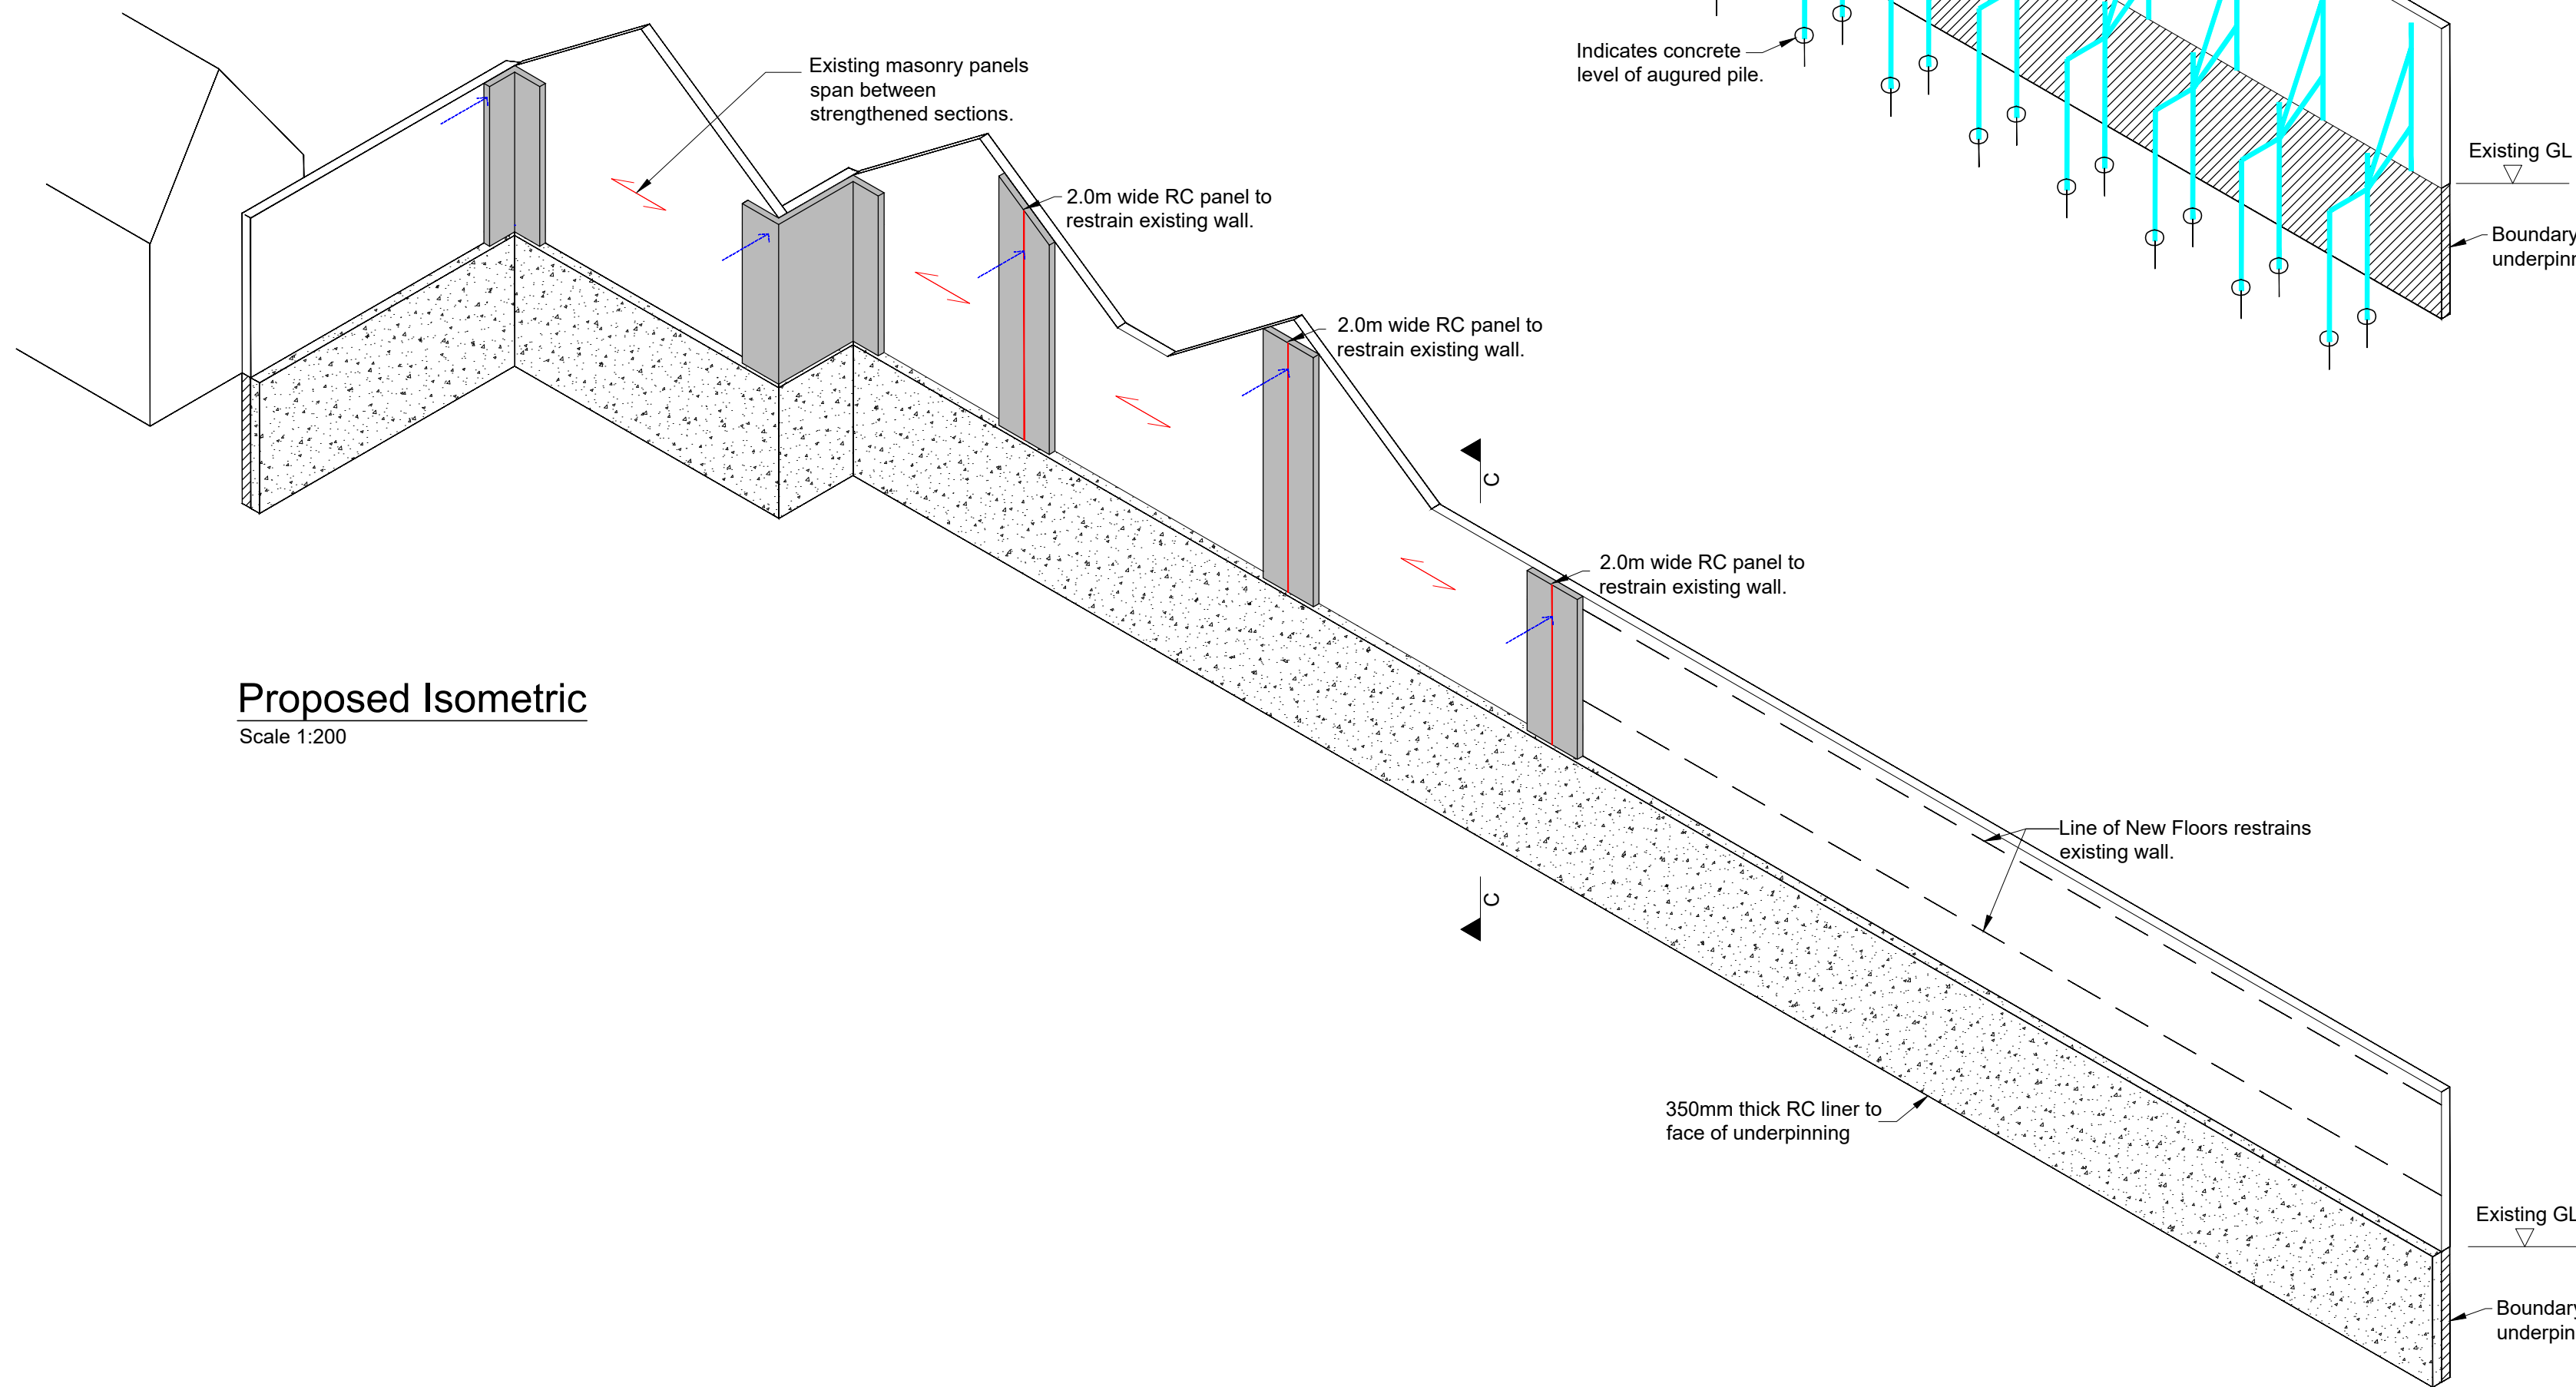 Indicates concrete
level of augured pile.
Existing masonry panels
span between
strengthened sections.
Existing GL
2.0m wide RC panel to
restrain existing wall.
Boundary
underpinn
2.0m wide RC panel to
restrain existing wall.
C
2.0m wide RC panel to
restrain existing wall.
Proposed Isometric
Scale 1:200
Line of New Floors restrains
existing wall.
C
350mm thick RC liner to
face of underpinning
Existing GL
Boundary
underpin